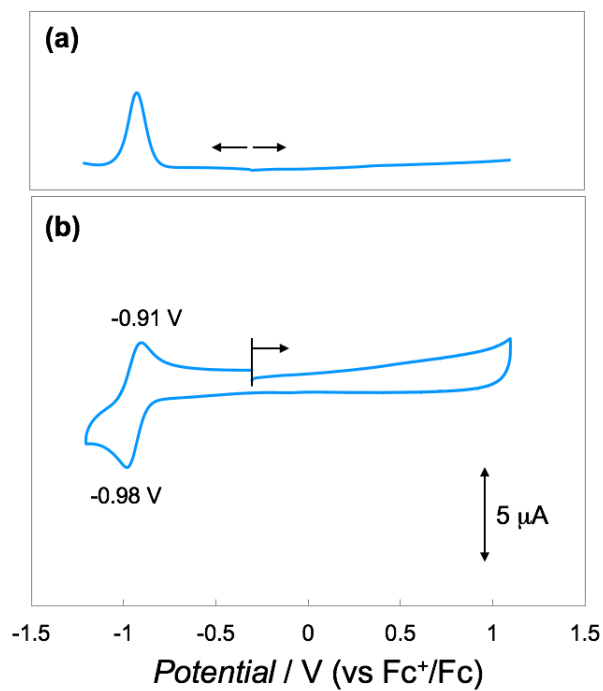 (a)
(b)
-0.91 V
-0.98 V
5 μA
-1.5 -1 -0.5 0 0.5 1 1.5
Potential / V (vs Fc⁺/Fc)